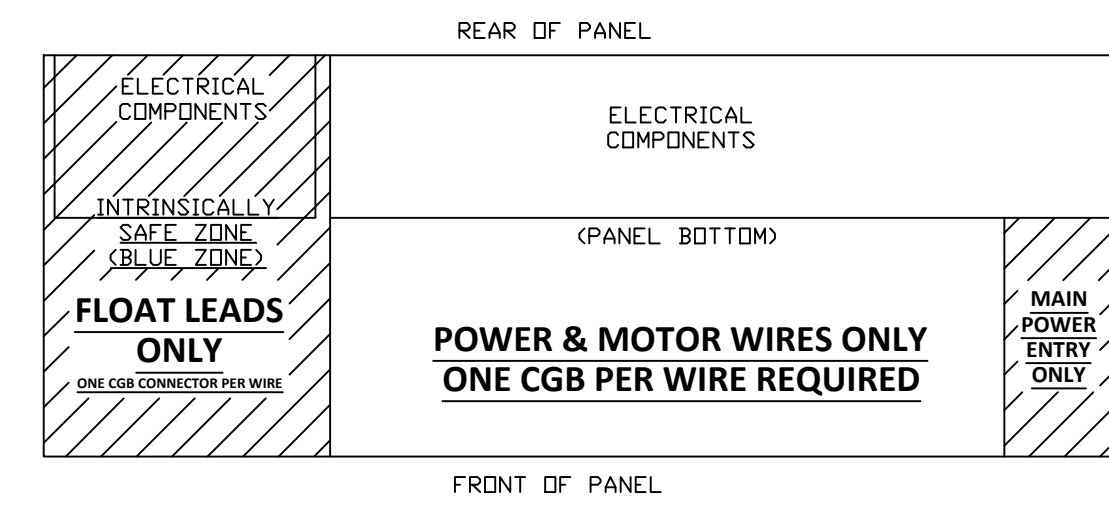 REAR OF PANEL
ELECTRICAL
COMPONENTS
ELECTRICAL
COMPONENTS
INTRINSICALLY
SAFE ZONE
(BLUE ZONE)
(PANEL BOTTOM)
FLOAT LEADS
ONLY
ONE CGB CONNECTOR PER WIRE
POWER & MOTOR WIRES ONLY
ONE CGB PER WIRE REQUIRED
MAIN
POWER
ENTRY
ONLY
FRONT OF PANEL